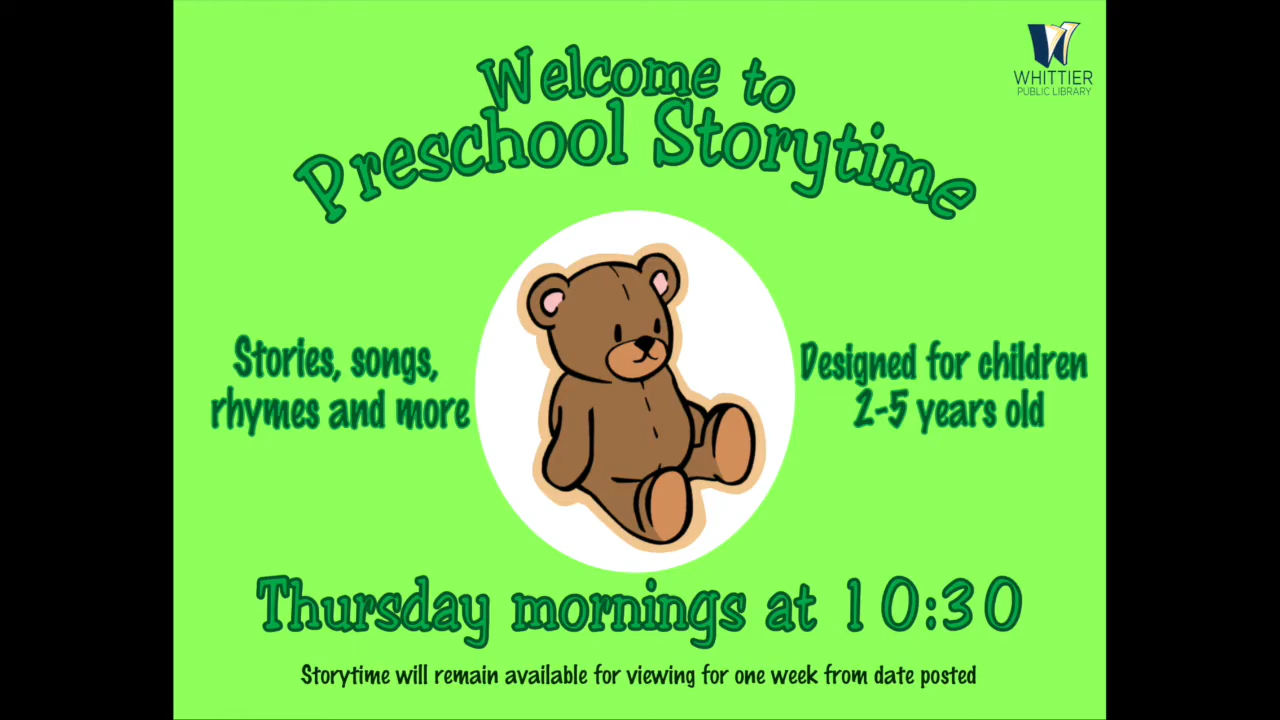 WHITTIER
PUBLIC LIBRARY
Welcome to
Preschool Storytime
Stories, songs,
rhymes and more
Designed for children
2-5 years old
Thursday mornings at 10:30
Storytime will remain available for viewing for one week from date posted